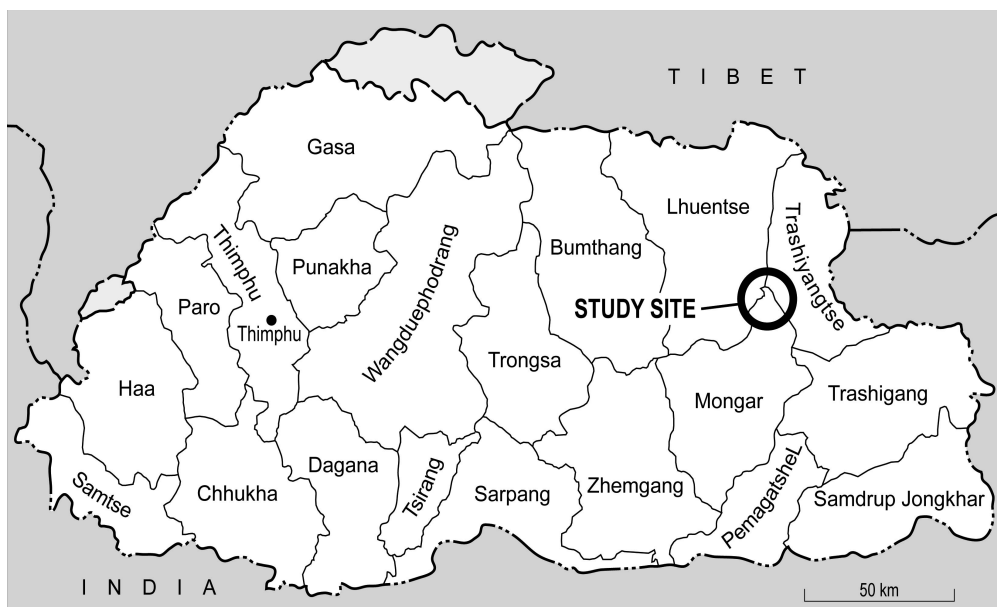 T I B E T
Gasa
Lhuentse
Trashiyangtse
Thimphu
Punakha
Wangduephodrang
Bumthang
Paro
STUDY SITE
Thimphu
Trongsa
Haa
Mongar
Trashigang
Dagana
Tsirang
Zhemgang
Samtse
Chhukha
Sarpang
PemagatsheL
Samdrup Jongkhar
I N D I A
50 km